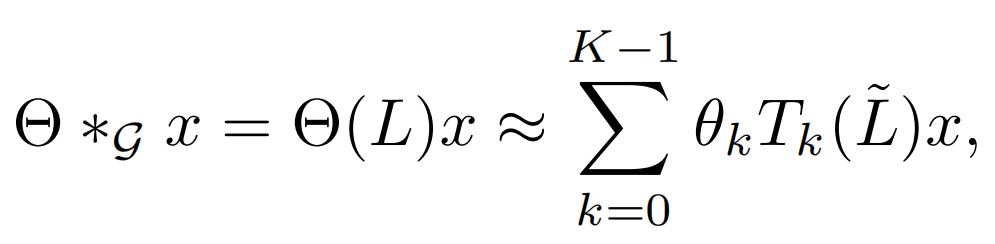 Θ ∗_𝒢 x = Θ(L)x ≈ ∑_{k=0}^{K−1} θ_k T_k(L̃)x,